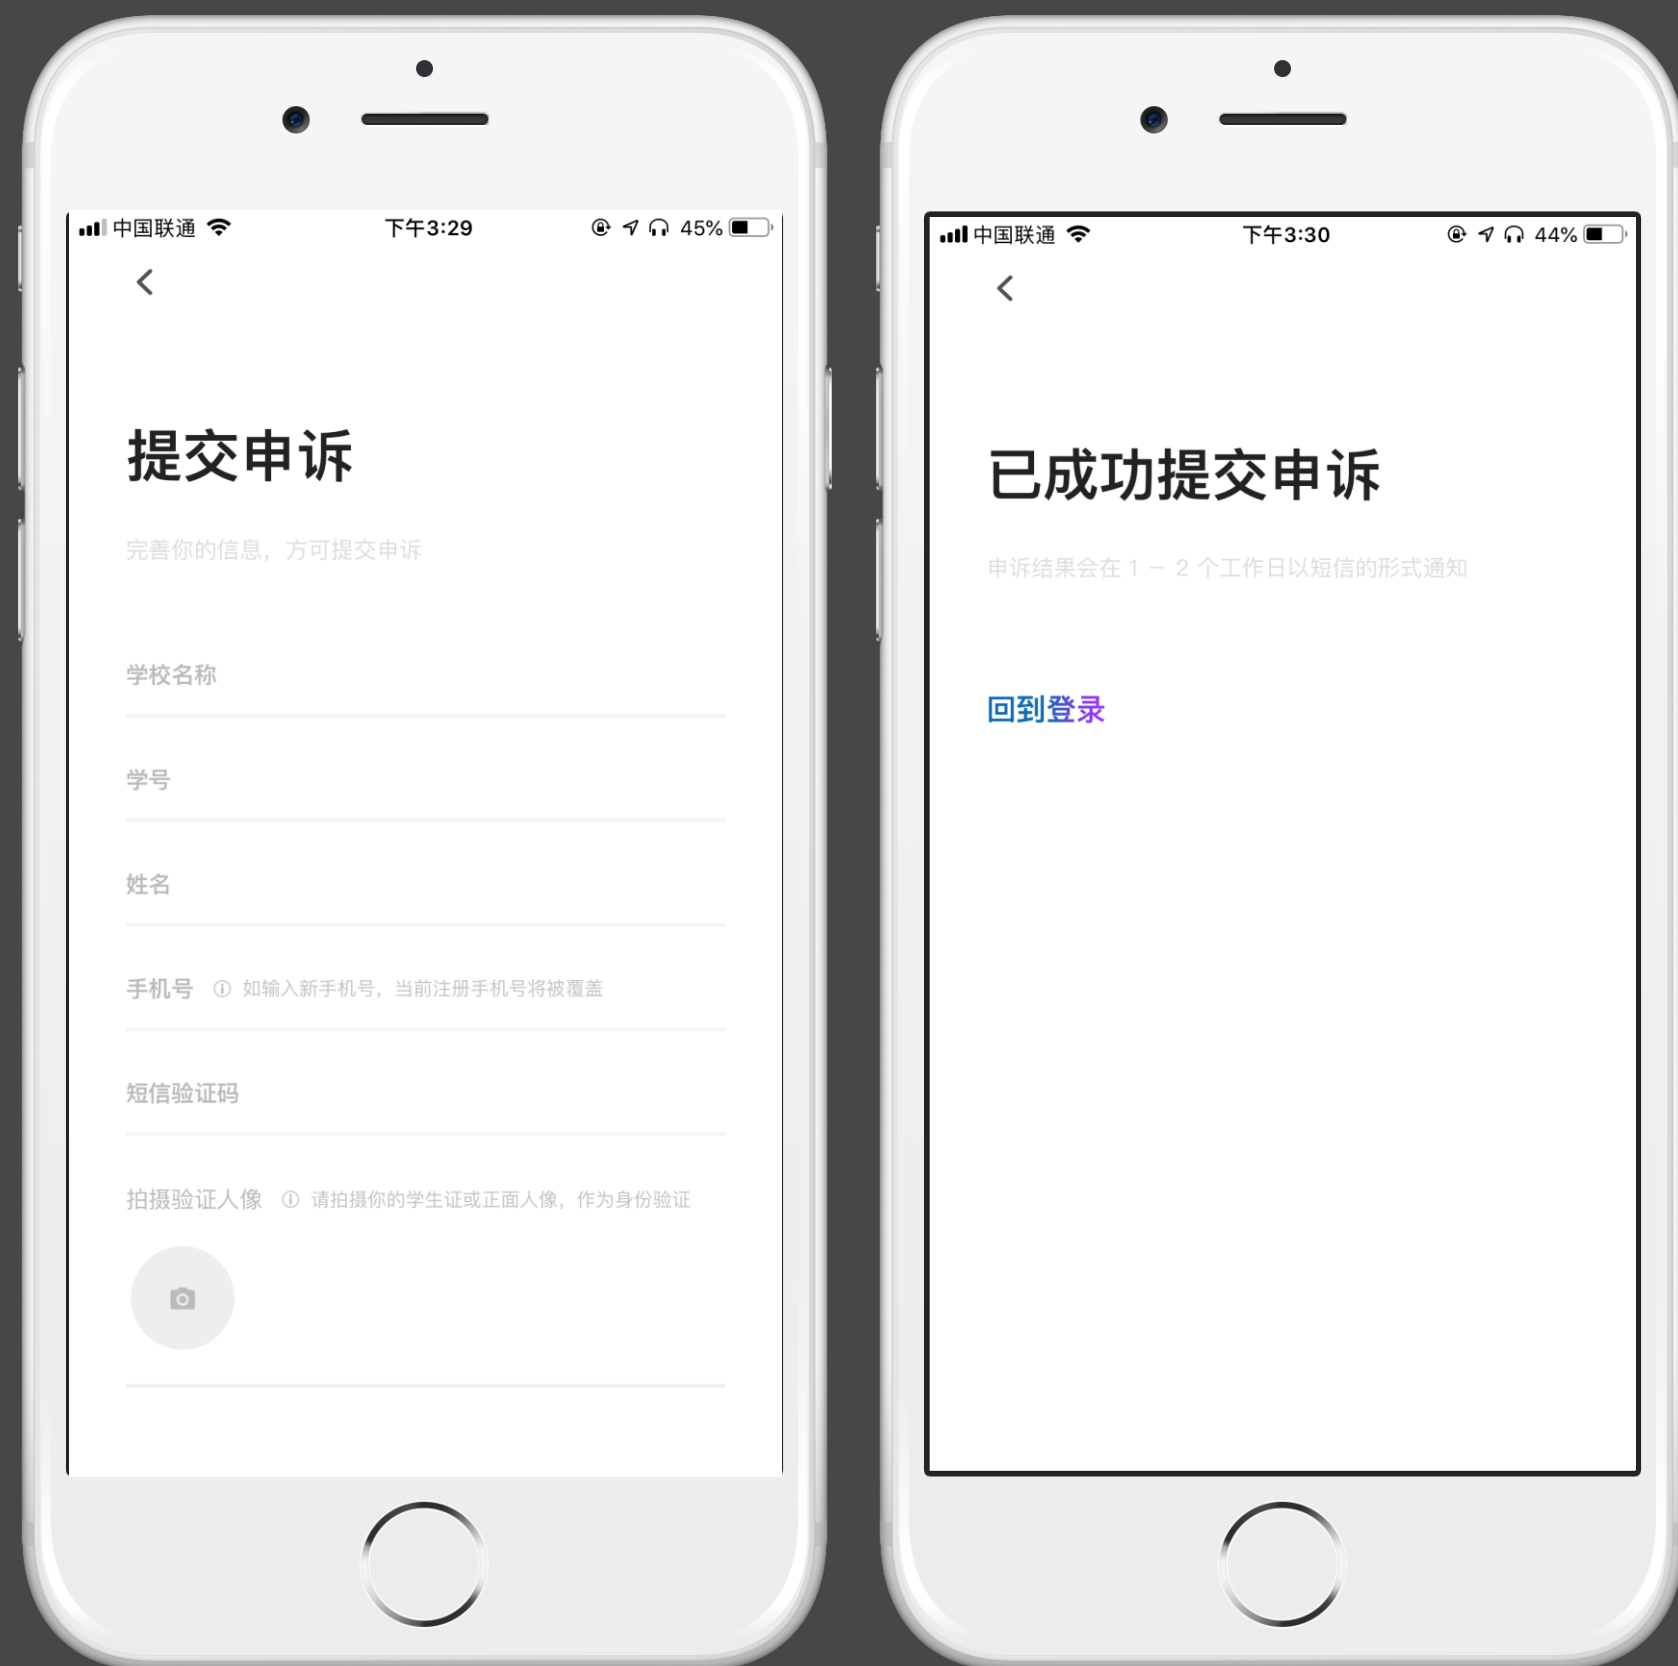 中国联通 下午3:29 45%
提交申诉
完善你的信息，方可提交申诉
学校名称
学号
姓名
手机号 如输入新手机号，当前注册手机号将被覆盖
短信验证码
拍摄验证人像 请拍摄你的学生证或正面人像，作为身份验证
中国联通 下午3:30 44%
已成功提交申诉
申诉结果会在 1 － 2 个工作日以短信的形式通知
回到登录